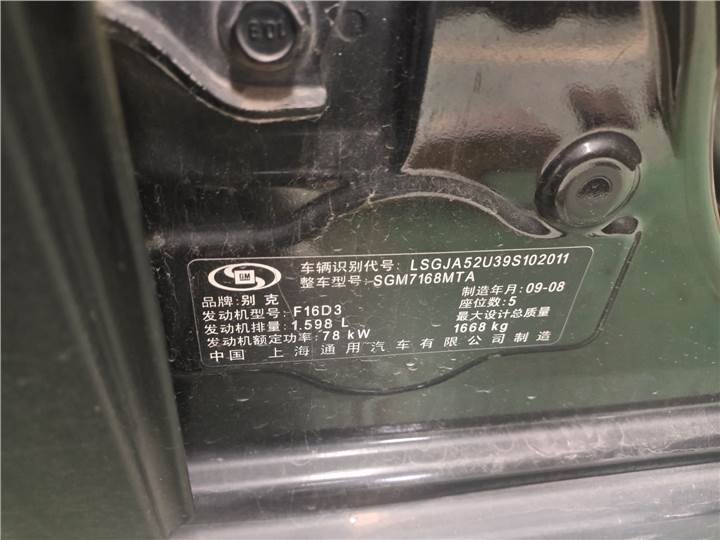 GM
车辆识别代号: LSGJA52U39S102011
整车型号: SGM7168MTA
品牌: 别克
制造年月: 09-08
发动机型号: F16D3
座位数: 5
发动机排量: 1.598 L
最大设计总质量
发动机额定功率: 78 kW
1668 kg
中国 上海通用汽车有限公司制造